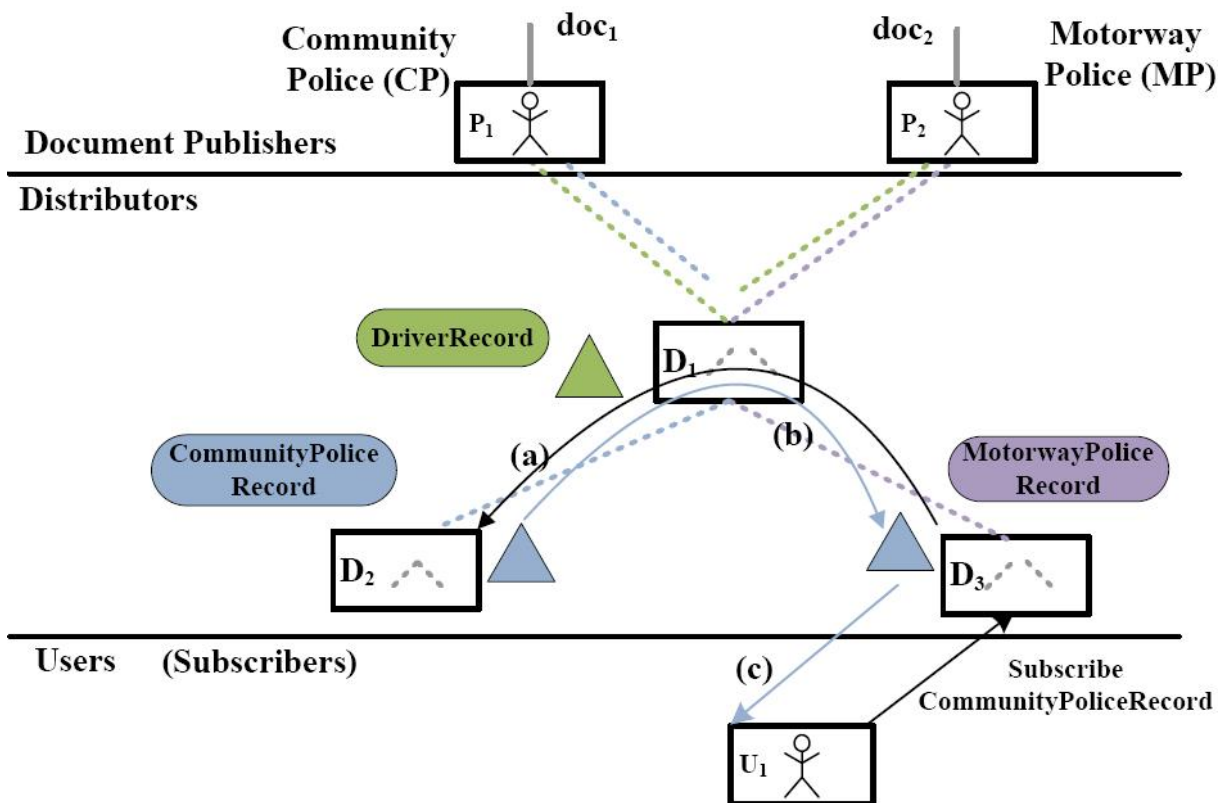 Community
Police (CP)
doc1
doc2
Motorway
Police (MP)
P1
P2
Document Publishers
Distributors
DriverRecord
D1
(a)
(b)
CommunityPolice
Record
MotorwayPolice
Record
D2
D3
Users (Subscribers)
(c)
Subscribe
CommunityPoliceRecord
U1